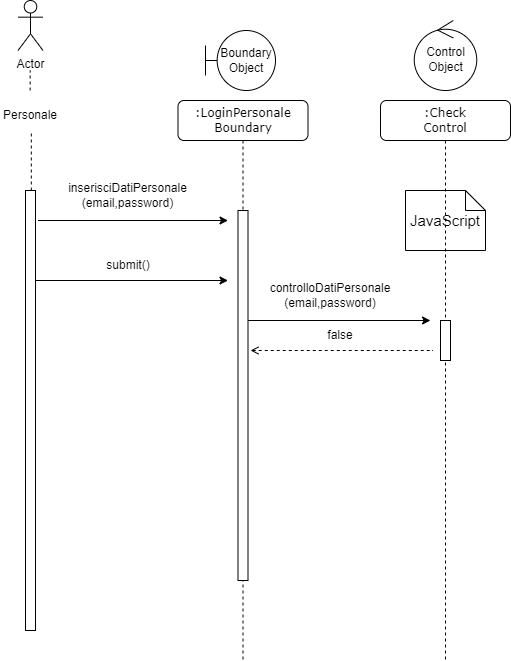 Boundary
Object
Control
Object
Actor
Personale
:LoginPersonale
Boundary
:Check
Control
inserisciDatiPersonale
(email,password)
JavaScript
submit()
controlloDatiPersonale
(email,password)
false